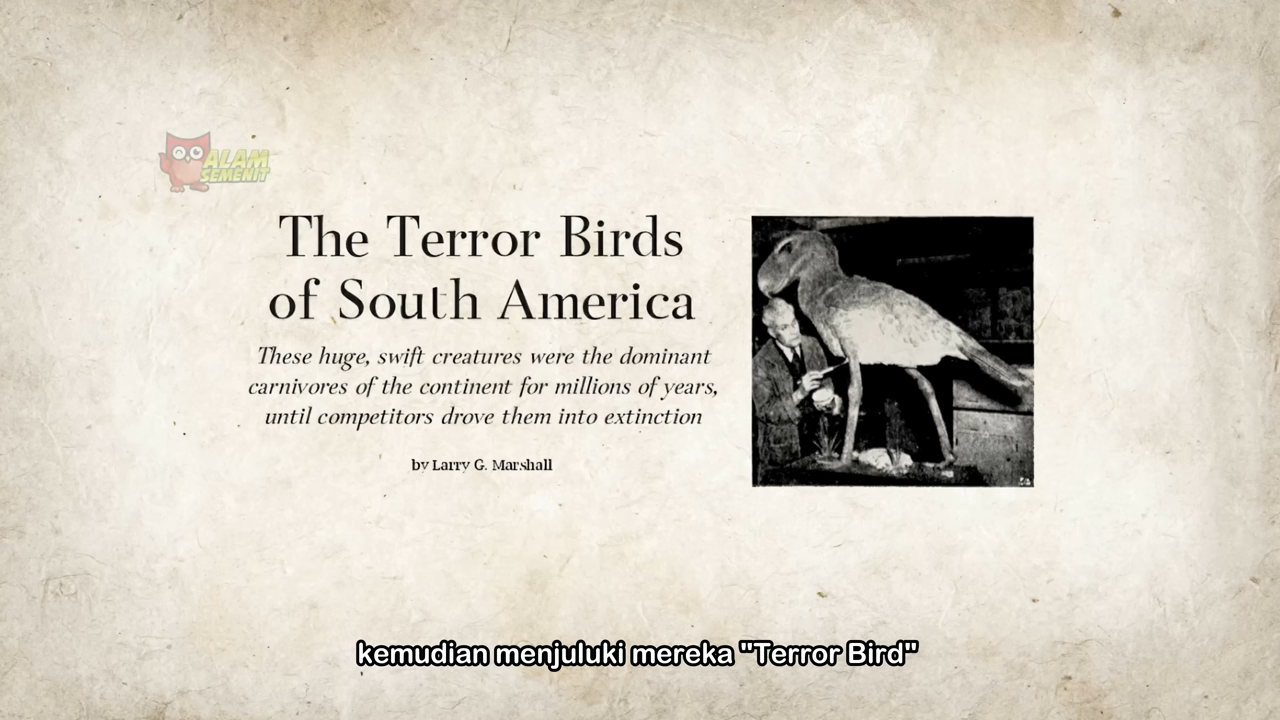 ALAM
SEMENIT
The Terror Birds
of South America
These huge, swift creatures were the dominant
carnivores of the continent for millions of years,
until competitors drove them into extinction
by Larry G. Marshall
kemudian menjuluki mereka "Terror Bird"